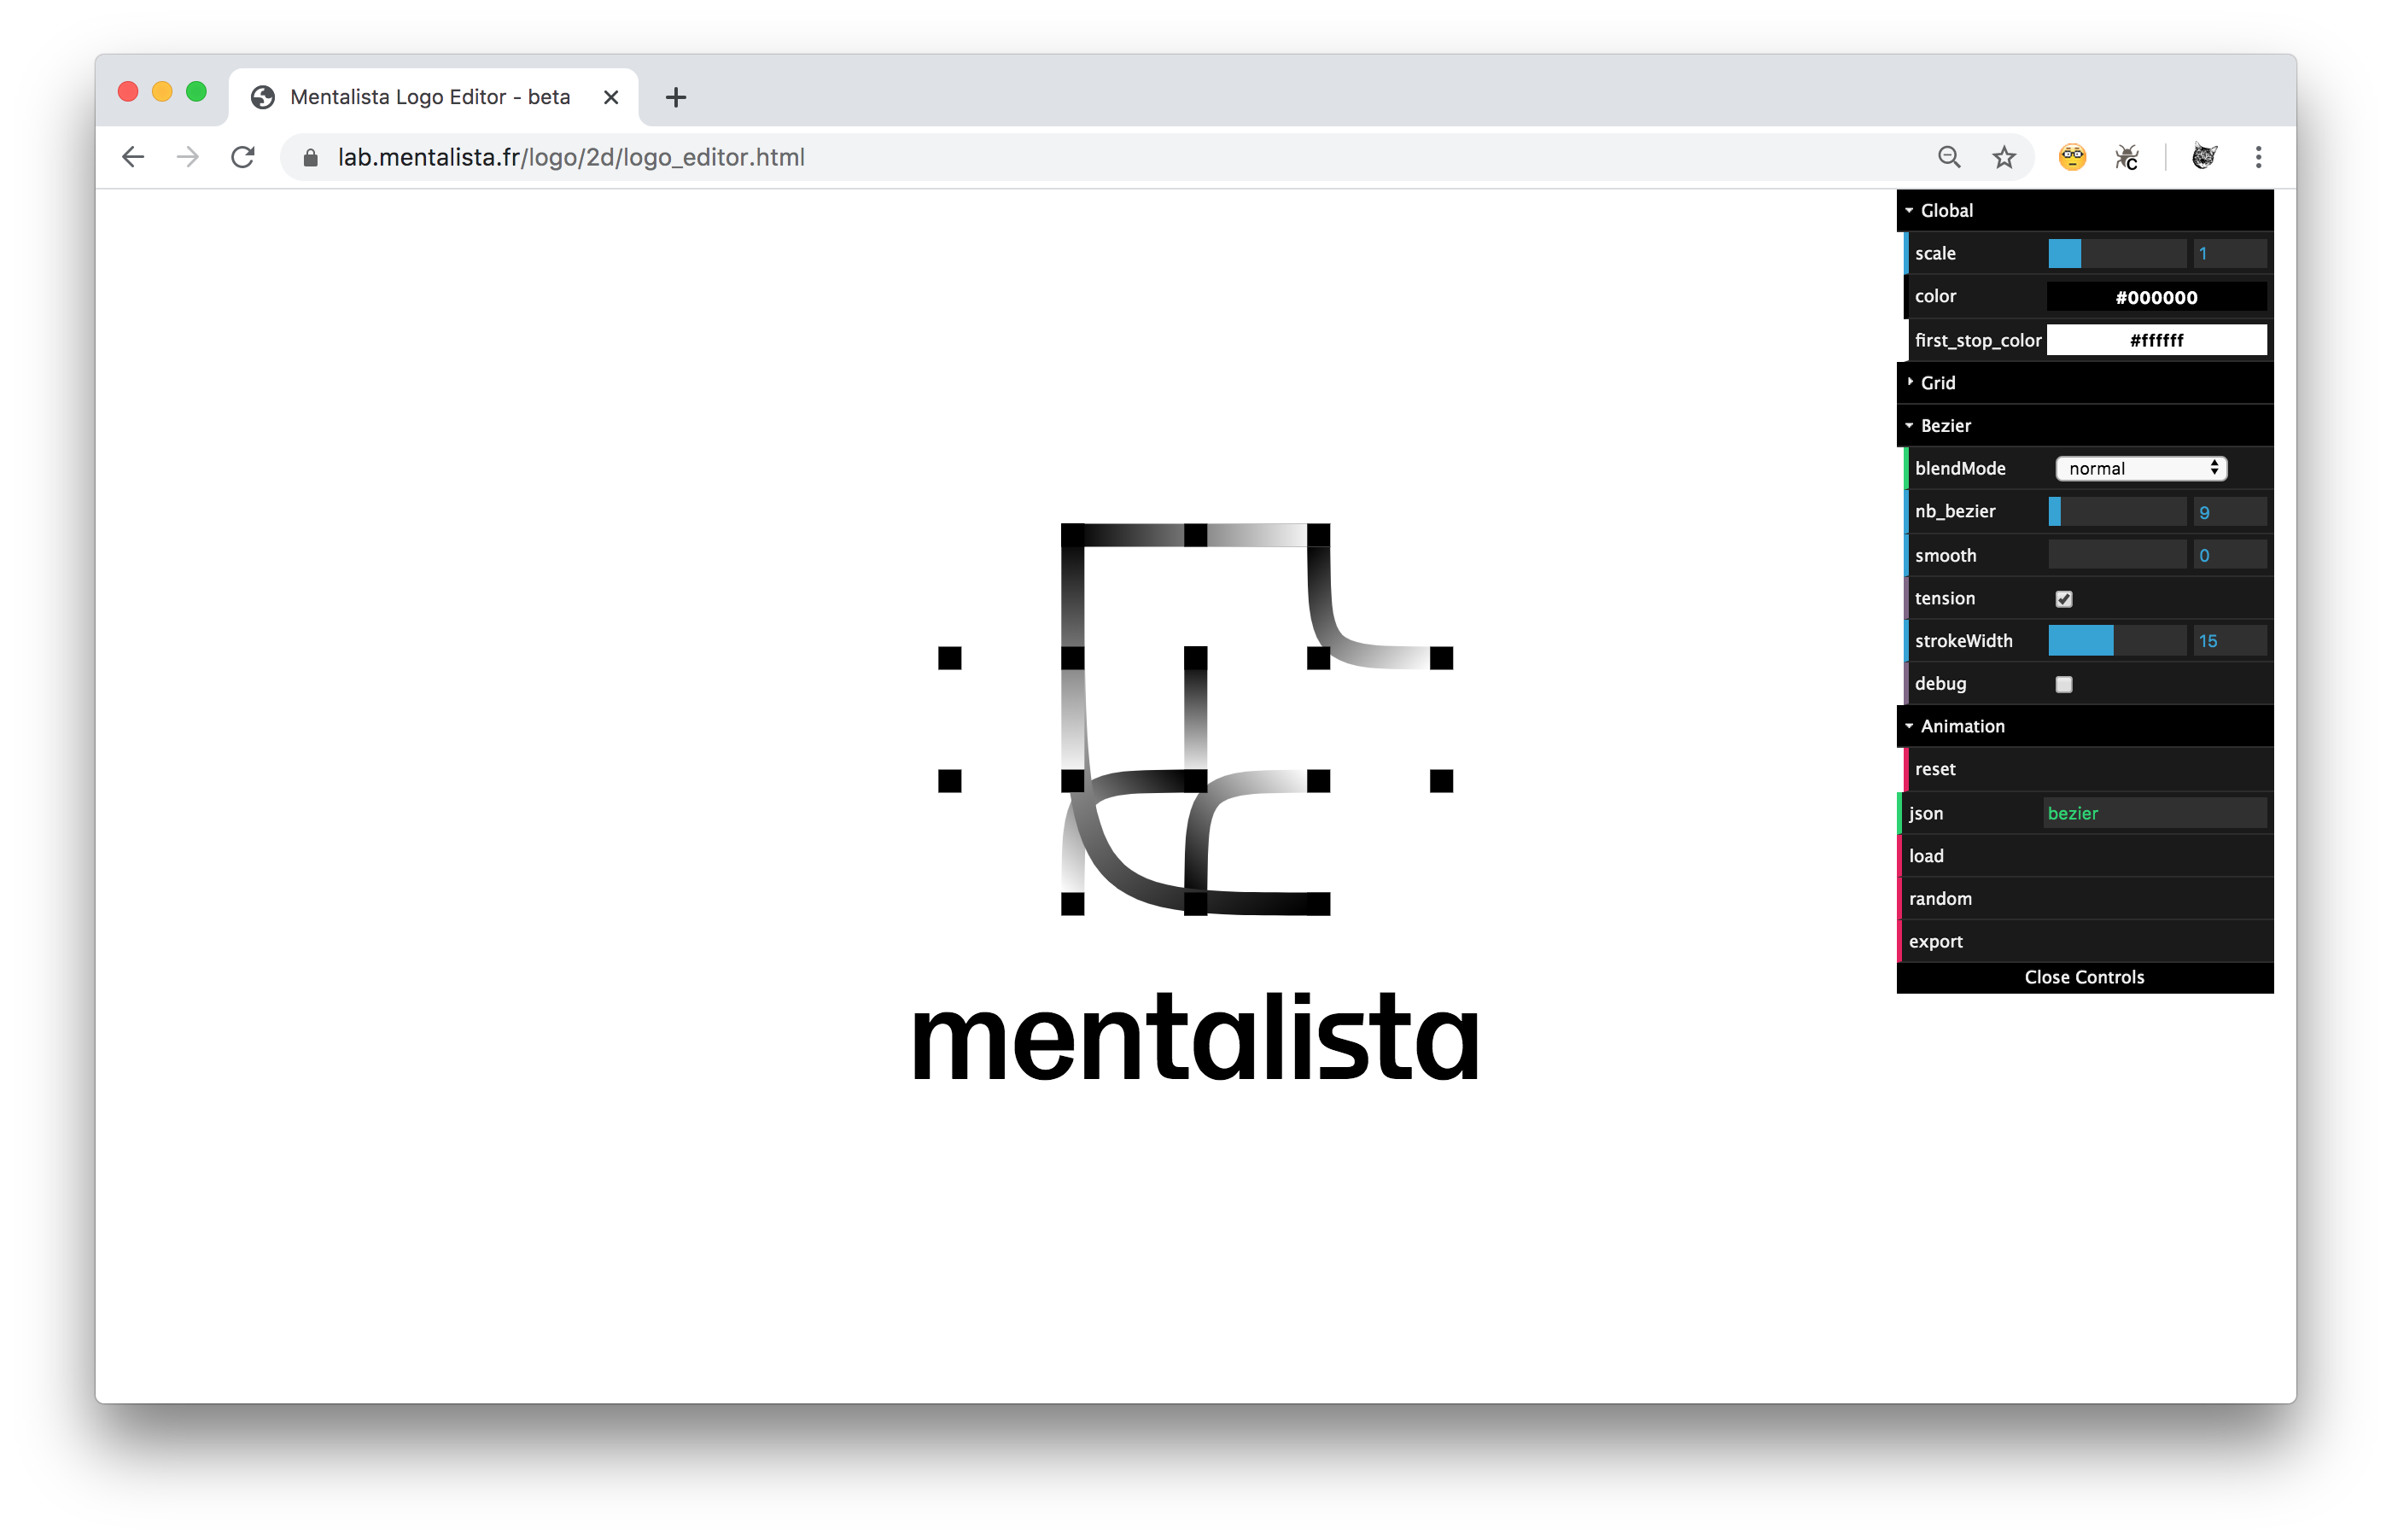 Mentalista Logo Editor - beta
lab.mentalista.fr/logo/2d/logo_editor.html
Global
scale 1
color #000000
first_stop_color #ffffff
Grid
Bezier
blendMode normal
nb_bezier 9
smooth 0
tension
strokeWidth 15
debug
Animation
reset
json bezier
load
random
export
Close Controls
mentalista